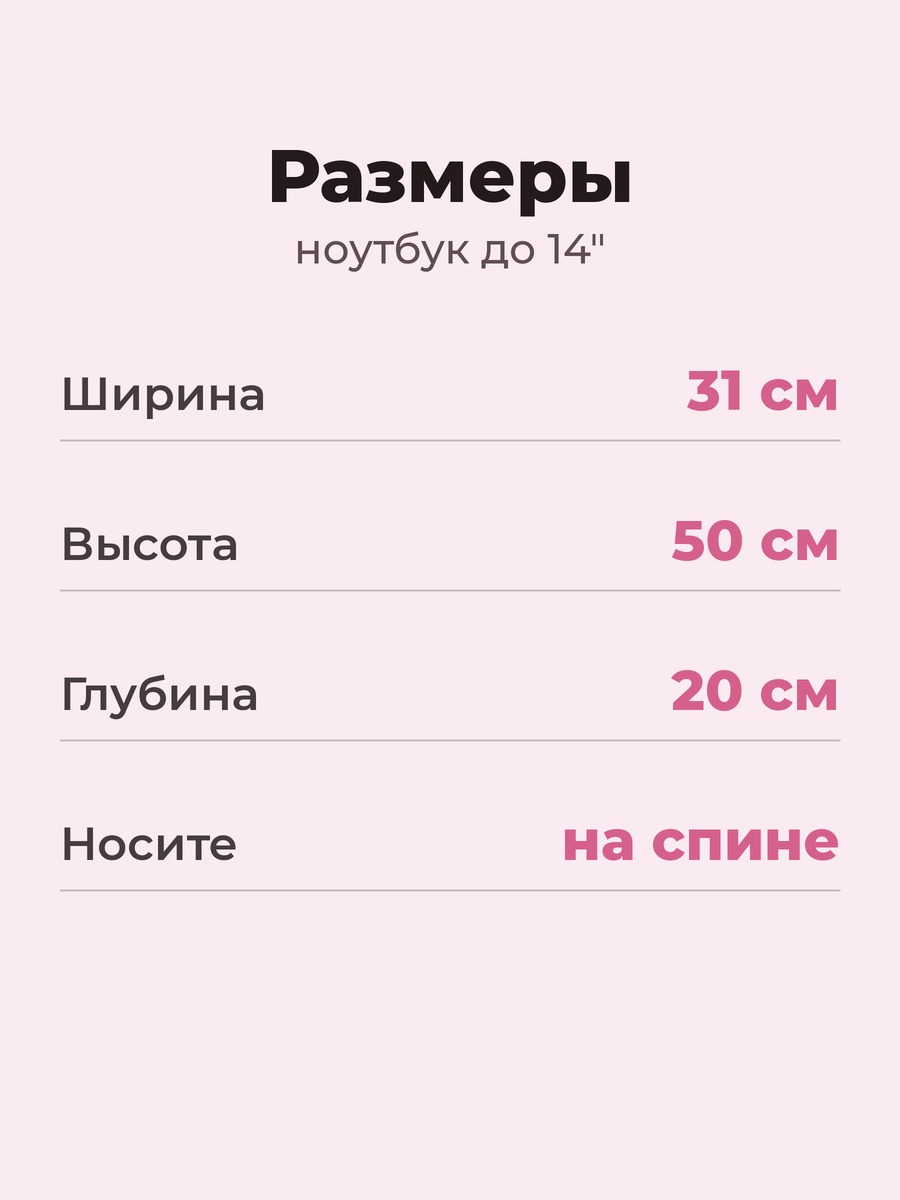 Размеры
ноутбук до 14"
Ширина 31 см
Высота 50 см
Глубина 20 см
Носите на спине